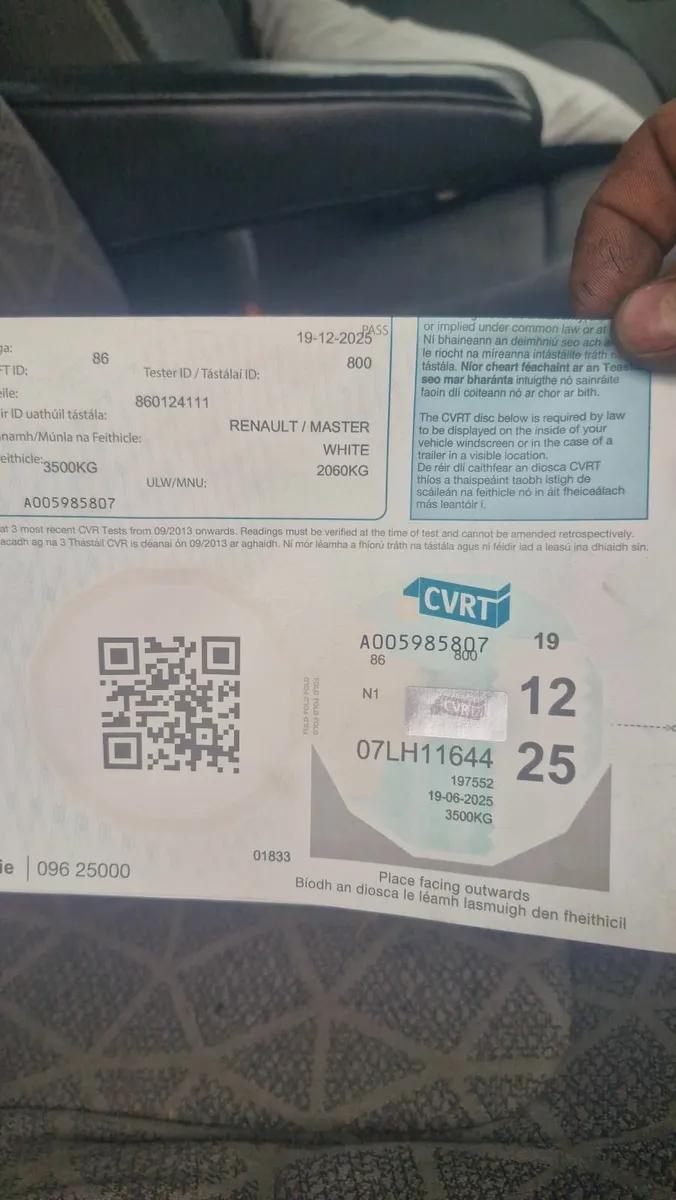 19-12-2025
PASS
ga:
86
800
FT ID:
Tester ID / Tástálaí ID:
eile:
860124111
ir ID uathúil tástála:
RENAULT / MASTER
namh/Múnla na Feithicle:
WHITE
eithicle:
3500KG
2060KG
ULW/MNU:
A005985807
or implied under common law or at
Ní bhaineann an deimhniú seo ach a
le riocht na míreanna intástáilte tráth n
tástála. Níor cheart féachaint ar an Teas
seo mar bharánta intuigthe nó sainráite
faoin dlí coiteann nó ar chor ar bith.
The CVRT disc below is required by law
to be displayed on the inside of your
vehicle windscreen or in the case of a
trailer in a visible location.
De réir dlí caithfear an diosca CVRT
thíos a thaispeáint taobh istigh de
scáileán na feithicle nó in áit fheiceálach
más leantóir í.
at 3 most recent CVR Tests from 09/2013 onwards. Readings must be verified at the time of test and cannot be amended retrospectively.
acadh ag na 3 Thástáil CVR is déanaí ón 09/2013 ar aghaidh. Ní mór léamha a fhíorú tráth na tástála agus ní féidir iad a leasú ina dhiaidh sin.
CVRT
A005985807
19
86
800
N1
CVRT
12
FOLD FOLD FOLD
FOLD FOLD FOLD
07LH11644
25
197552
19-06-2025
3500KG
01833
ie | 096 25000
Place facing outwards
Bíodh an diosca le léamh lasmuigh den fheithicil